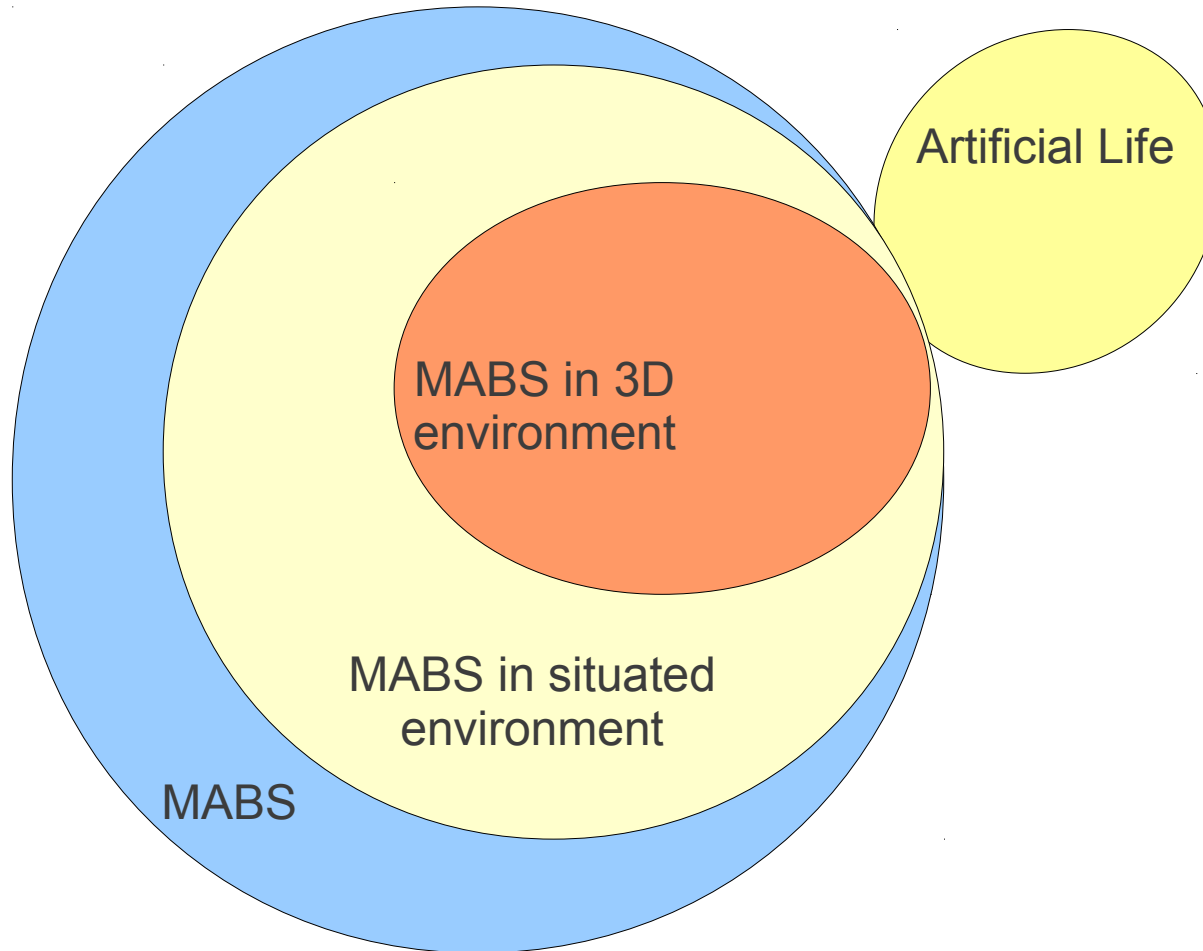 Artificial Life
MABS in 3D
environment
MABS in situated
environment
MABS